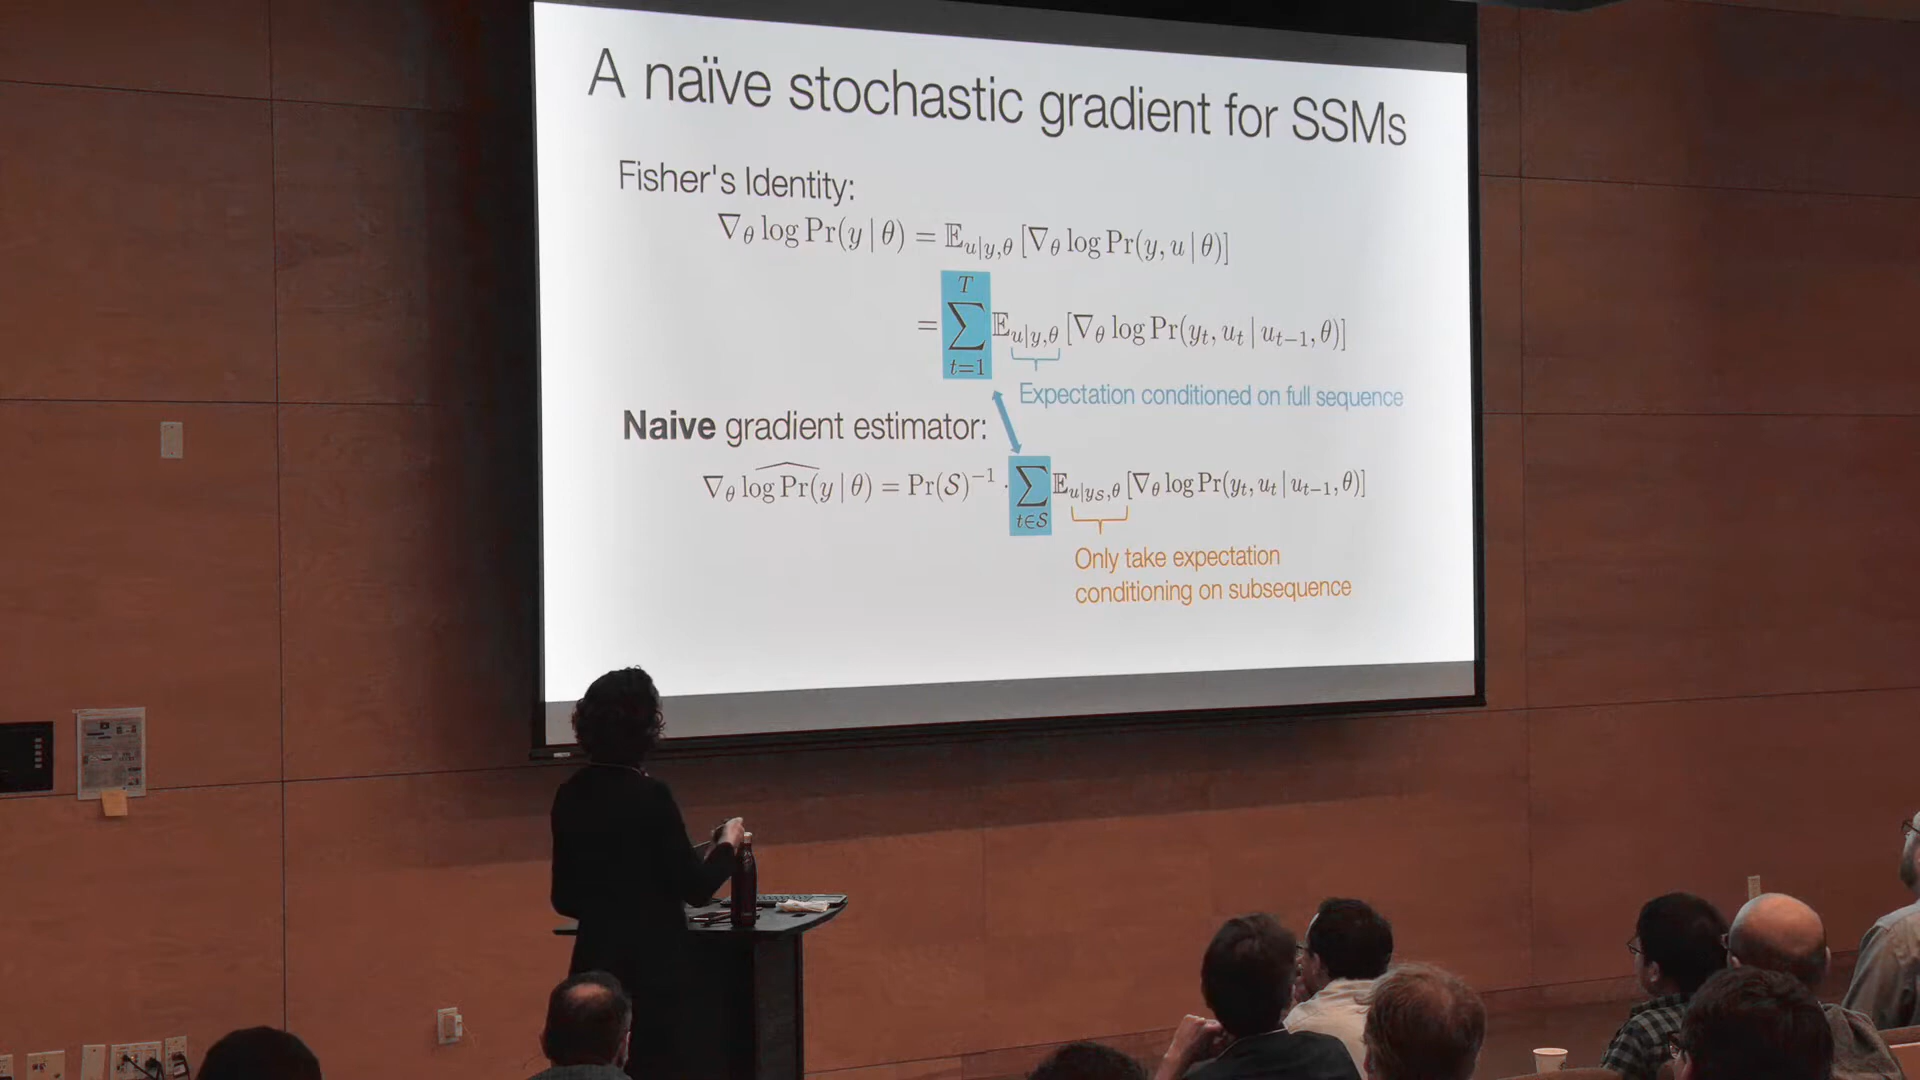 A naïve stochastic gradient for SSMs
Fisher's Identity:
∇θ log Pr(y | θ) = 𝔼u|y,θ [∇θ log Pr(y, u | θ)]
= ∑ₜ₌₁ᵀ 𝔼u|y,θ [∇θ log Pr(yₜ, uₜ | uₜ₋₁, θ)]
Expectation conditioned on full sequence
Naive gradient estimator:
∇θ log Pr(y | θ) = Pr(𝒮)⁻¹ · ∑t∈𝒮 𝔼u|y𝒮,θ [∇θ log Pr(yₜ, uₜ | uₜ₋₁, θ)]
Only take expectation
conditioning on subsequence